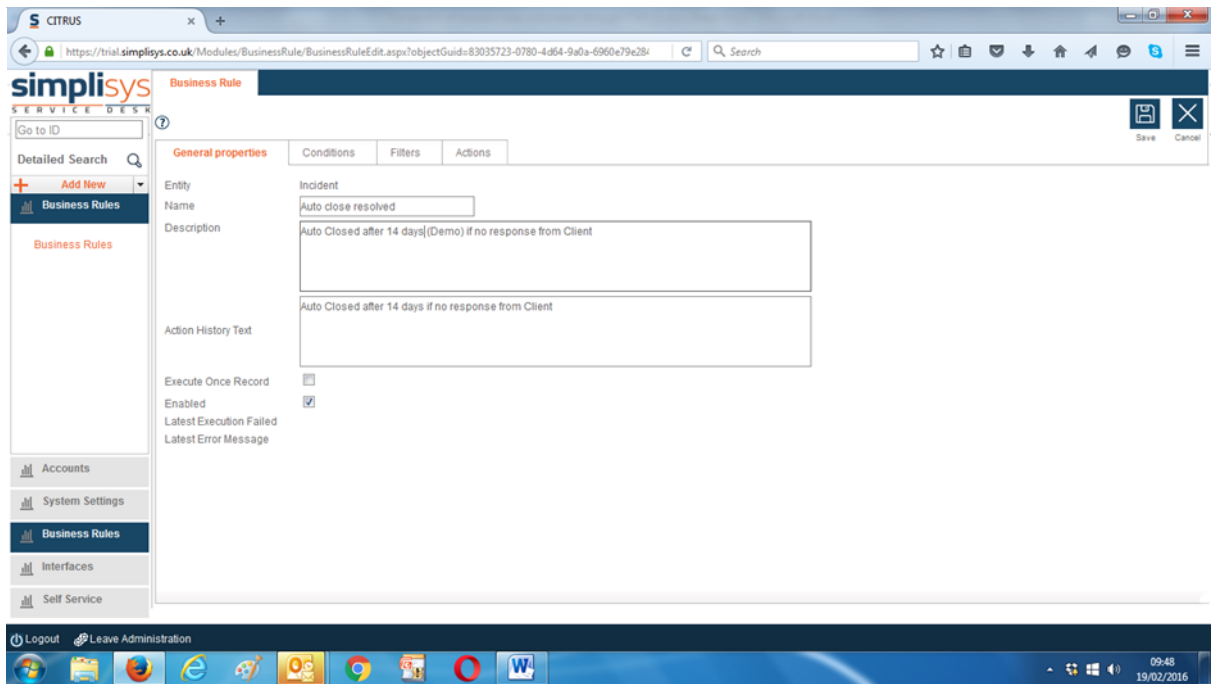 CITRUS
https://trial.simplisys.co.uk/Modules/BusinessRule/BusinessRuleEdit.aspx?objectGuid=83035723-0780-4d64-9a0a-6960e79e28
Search
simplisys
SERVICE DESK
Business Rule
Go to ID
Save
Cancel
Detailed Search
General properties
Conditions
Filters
Actions
Add New
Business Rules
Business Rules
Entity
Incident
Name
Auto close resolved
Description
Auto Closed after 14 days(Demo) if no response from Client
Action History Text
Auto Closed after 14 days if no response from Client
Execute Once Record
Enabled
Latest Execution Failed
Latest Error Message
Accounts
System Settings
Business Rules
Interfaces
Self Service
Logout
Leave Administration
09:48
19/02/2016